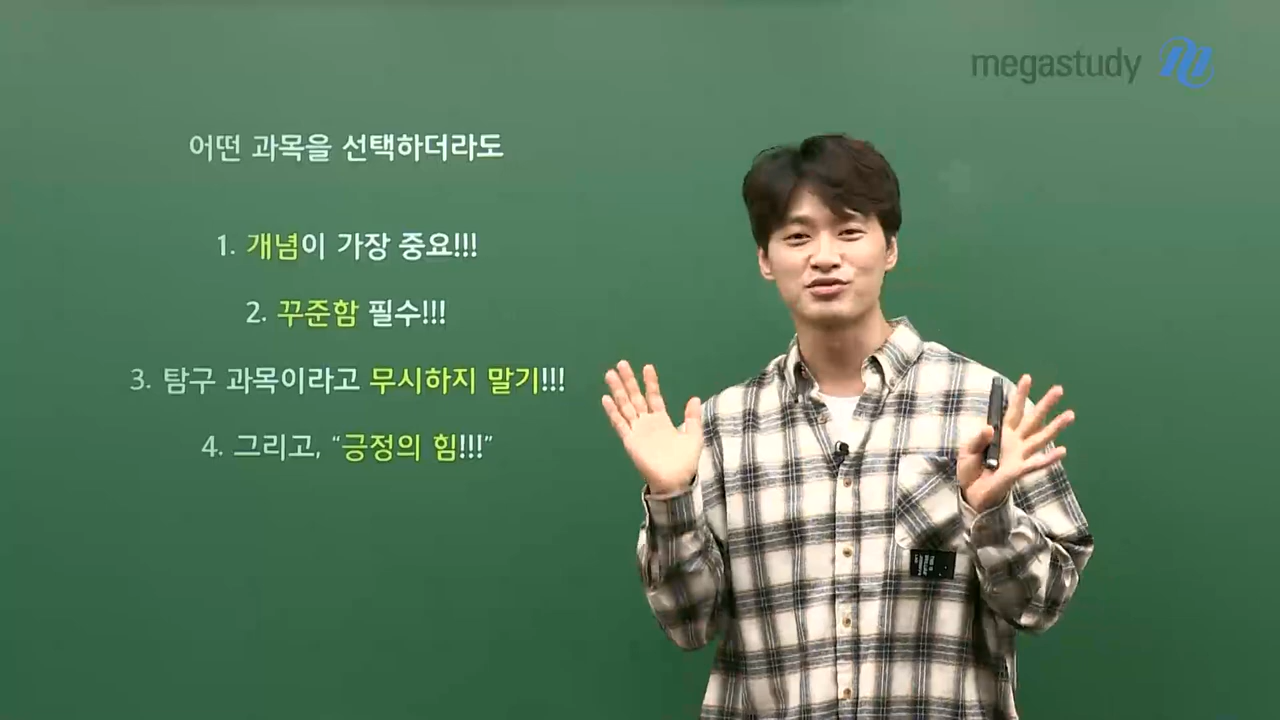 megastudy
어떤 과목을 선택하더라도
1. 개념이 가장 중요!!!
2. 꾸준함 필수!!!
3. 탐구 과목이라고 무시하지 말기!!!
4. 그리고, “긍정의 힘!!!”